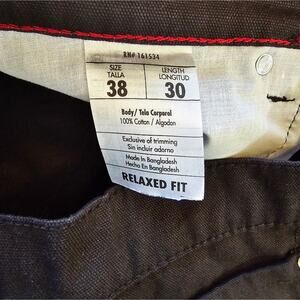 RN# 161534
SIZE LENGTH
TALLA LONGITUD
38 30
Body/ Tela Corporel
100% Cotton / Algodon
Exclusive of trimming
Sin incluir adorno
Made In Bangladesh
Hecho En Bangladesh
RELAXED FIT